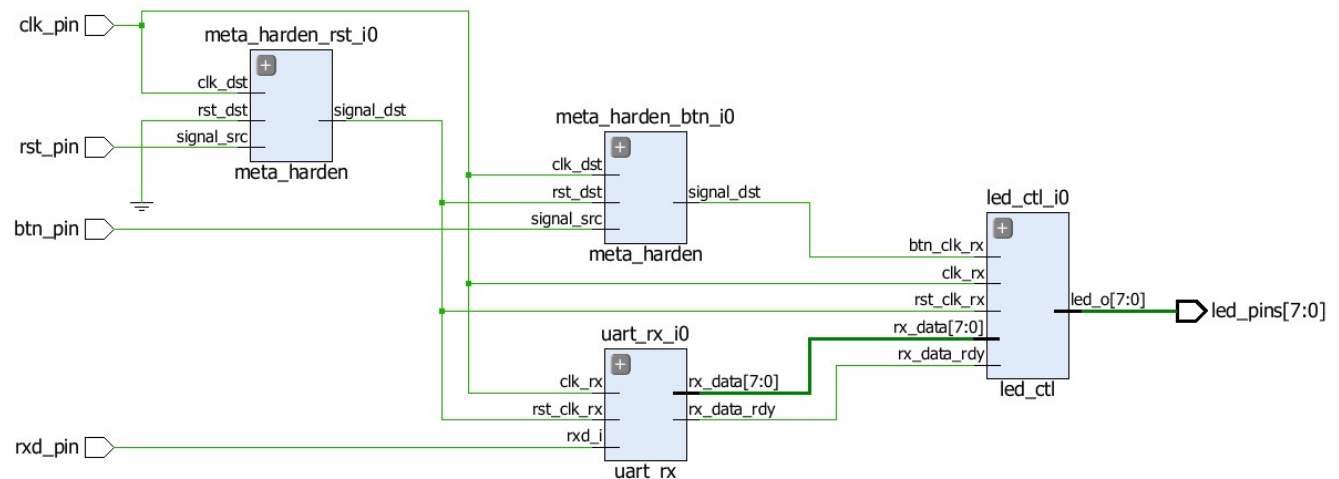 clk_pin
meta_harden_rst_i0
clk_dst
rst_dst
signal_dst
signal_src
rst_pin
meta_harden
meta_harden_btn_i0
clk_dst
rst_dst
signal_dst
signal_src
btn_pin
meta_harden
led_ctl_i0
btn_clk_rx
clk_rx
rst_clk_rx
led_o[7:0]
led_pins[7:0]
rx_data[7:0]
rx_data_rdy
led_ctl
uart_rx_i0
clk_rx
rx_data[7:0]
rst_clk_rx
rx_data_rdy
rxd_i
rxd_pin
uart_rx